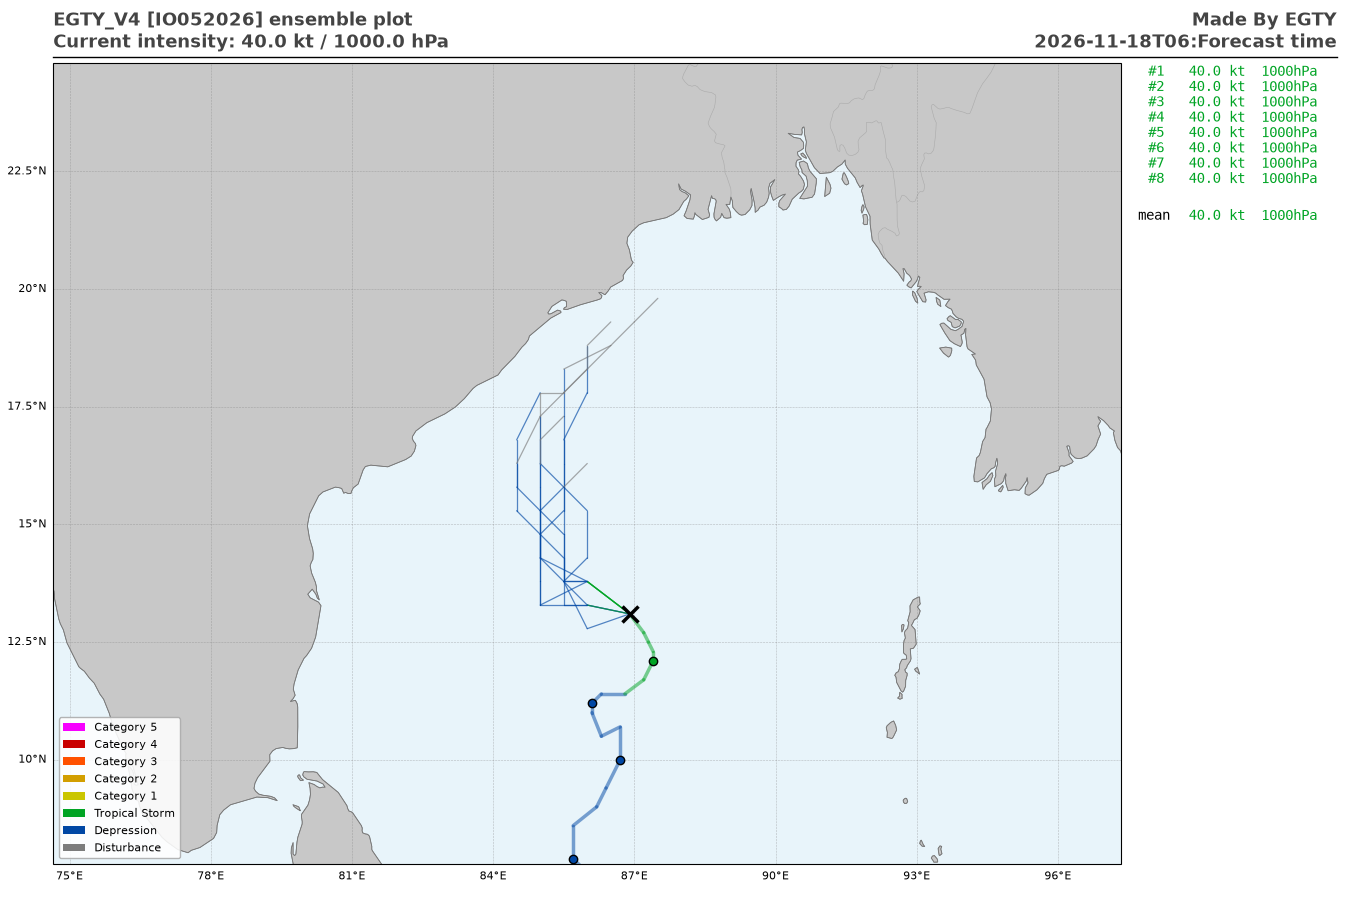 EGTY_V4 [IO052026] ensemble plot
Current intensity: 40.0 kt / 1000.0 hPa
Made By EGTY
2026-11-18T06:Forecast time
#1 40.0 kt 1000hPa
#2 40.0 kt 1000hPa
#3 40.0 kt 1000hPa
#4 40.0 kt 1000hPa
#5 40.0 kt 1000hPa
#6 40.0 kt 1000hPa
#7 40.0 kt 1000hPa
#8 40.0 kt 1000hPa
mean 40.0 kt 1000hPa
22.5°N
20°N
17.5°N
15°N
12.5°N
10°N
Category 5
Category 4
Category 3
Category 2
Category 1
Tropical Storm
Depression
Disturbance
75°E 78°E 81°E 84°E 87°E 90°E 93°E 96°E